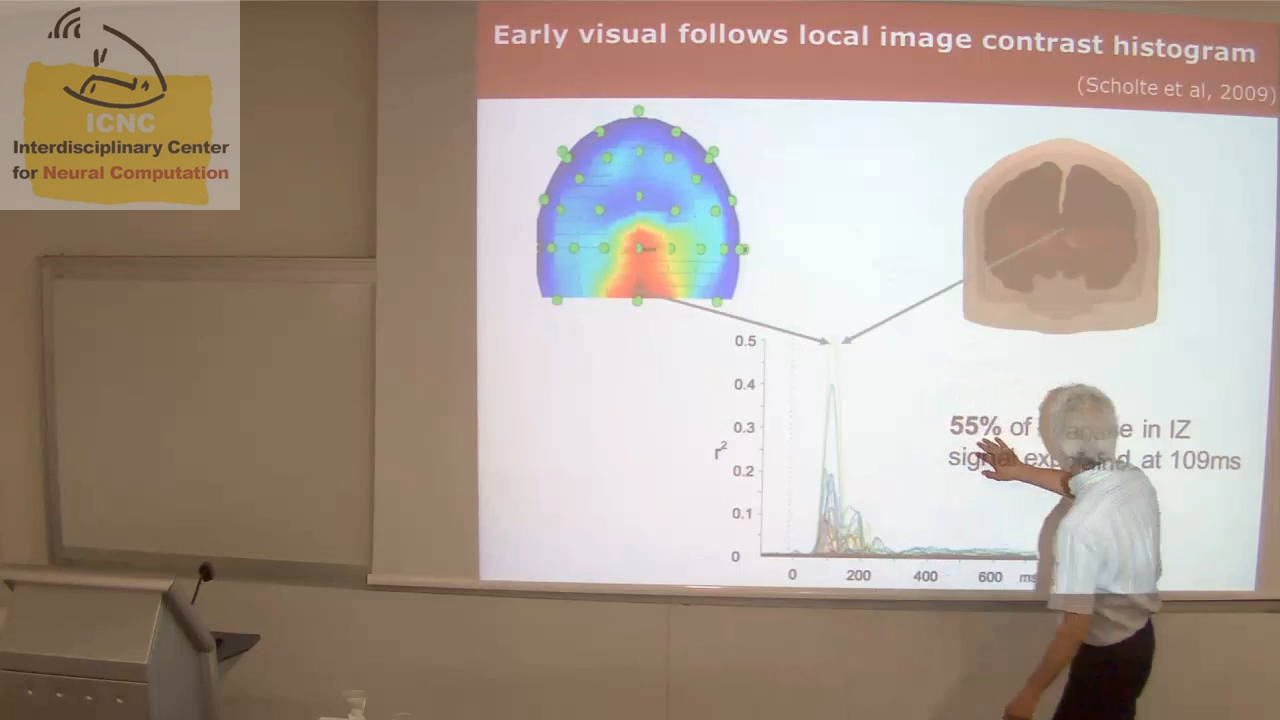 Early visual follows local image contrast histogram
(Scholte et al, 2009)
ICNC
Interdisciplinary Center
for Neural Computation
0.5
0.4
0.3
r2
0.2
0.1
0
0 200 400 600 ms
55% of in IZ
signal at 109ms